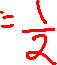 = 1/2